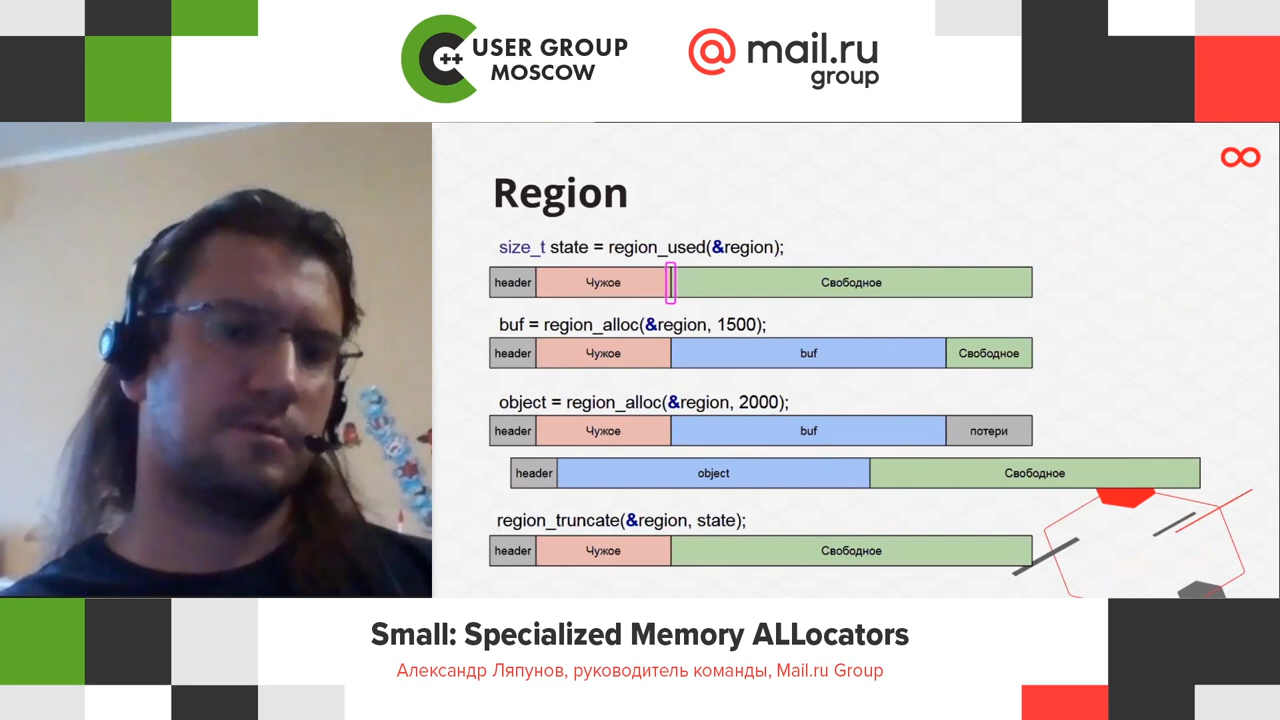 C++ USER GROUP
MOSCOW
@ mail.ru
group
Region
size_t state = region_used(&region);
header Чужое Свободное
buf = region_alloc(&region, 1500);
header Чужое buf Свободное
object = region_alloc(&region, 2000);
header Чужое buf потери
header object Свободное
region_truncate(&region, state);
header Чужое Свободное
Small: Specialized Memory ALLocators
Александр Ляпунов, руководитель команды, Mail.ru Group